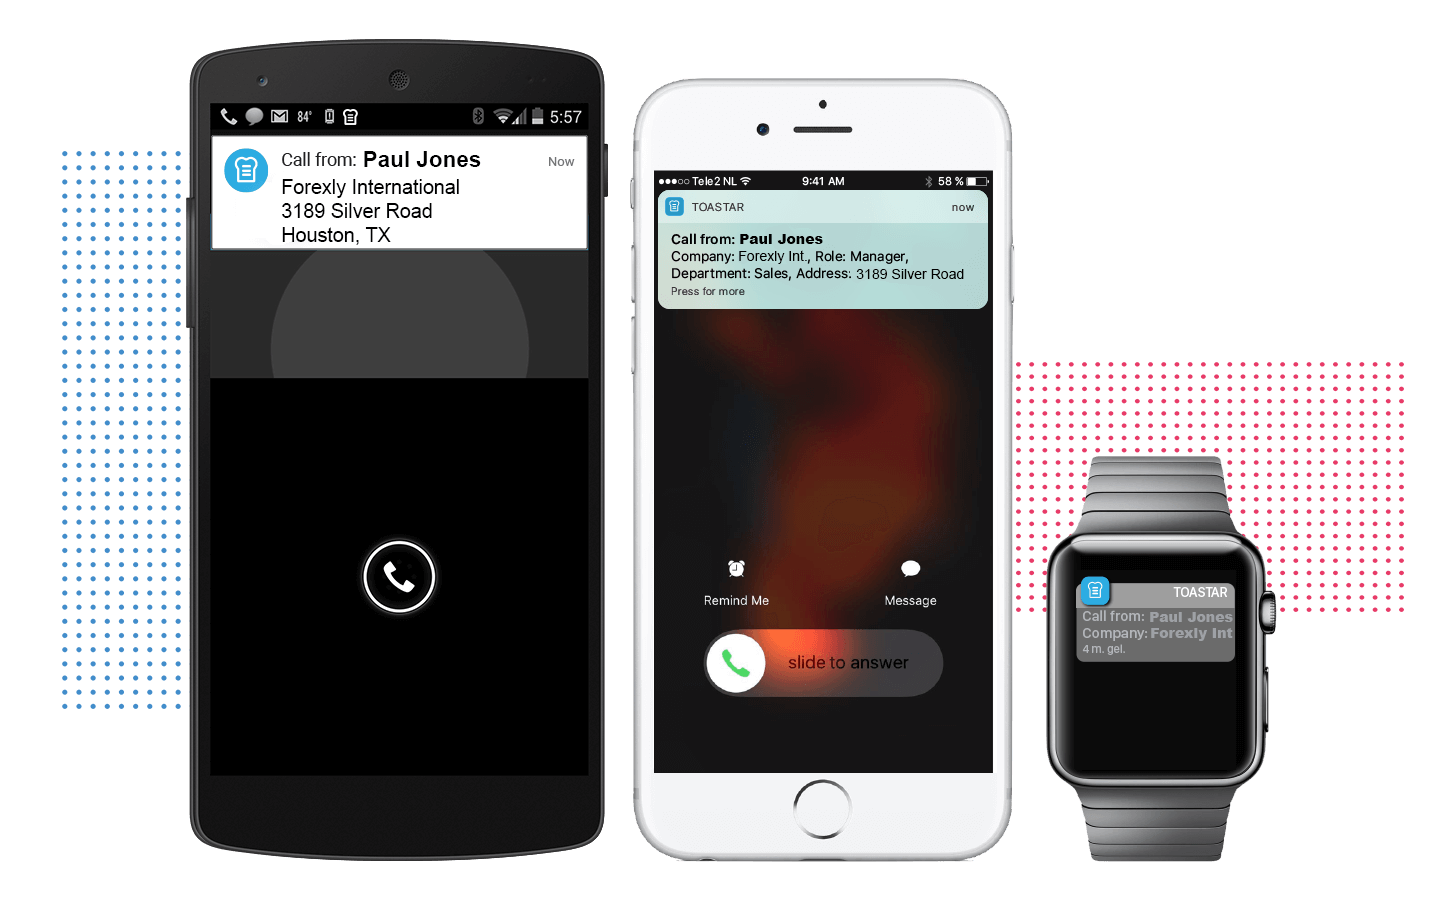 84°
5:57
Call from: Paul Jones
Now
Forexly International
3189 Silver Road
Houston, TX
Tele2 NL
9:41 AM
58 %
TOASTAR
now
Call from: Paul Jones
Company: Forexly Int., Role: Manager,
Department: Sales, Address: 3189 Silver Road
Press for more
Remind Me
Message
slide to answer
TOASTAR
Call from: Paul Jones
Company: Forexly Int
4 m. gel.